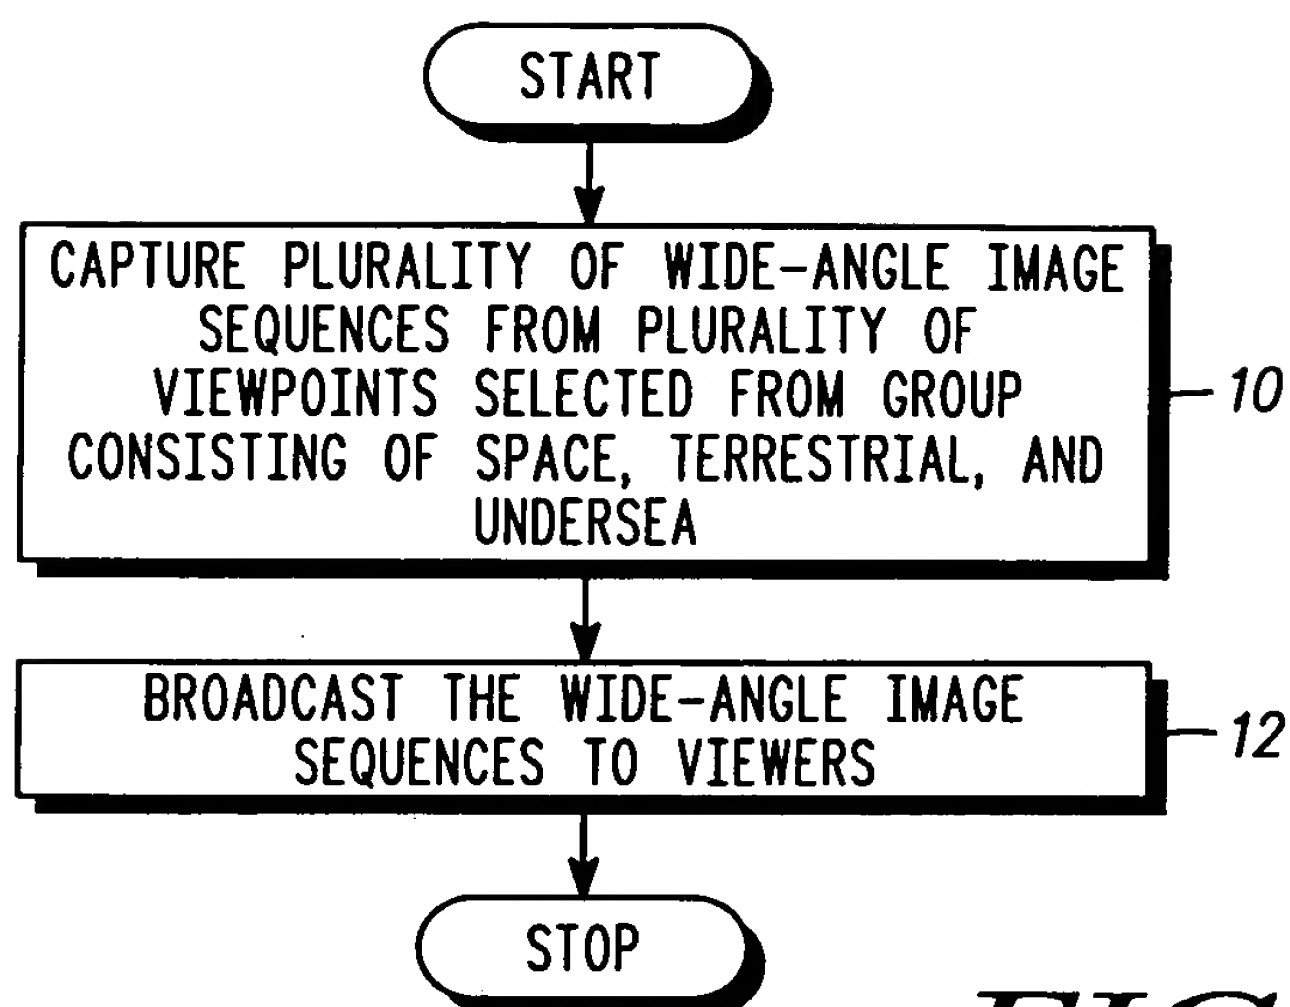 START
CAPTURE PLURALITY OF WIDE-ANGLE IMAGE
SEQUENCES FROM PLURALITY OF
VIEWPOINTS SELECTED FROM GROUP
CONSISTING OF SPACE, TERRESTRIAL, AND
UNDERSEA
10
BROADCAST THE WIDE-ANGLE IMAGE
SEQUENCES TO VIEWERS
12
STOP